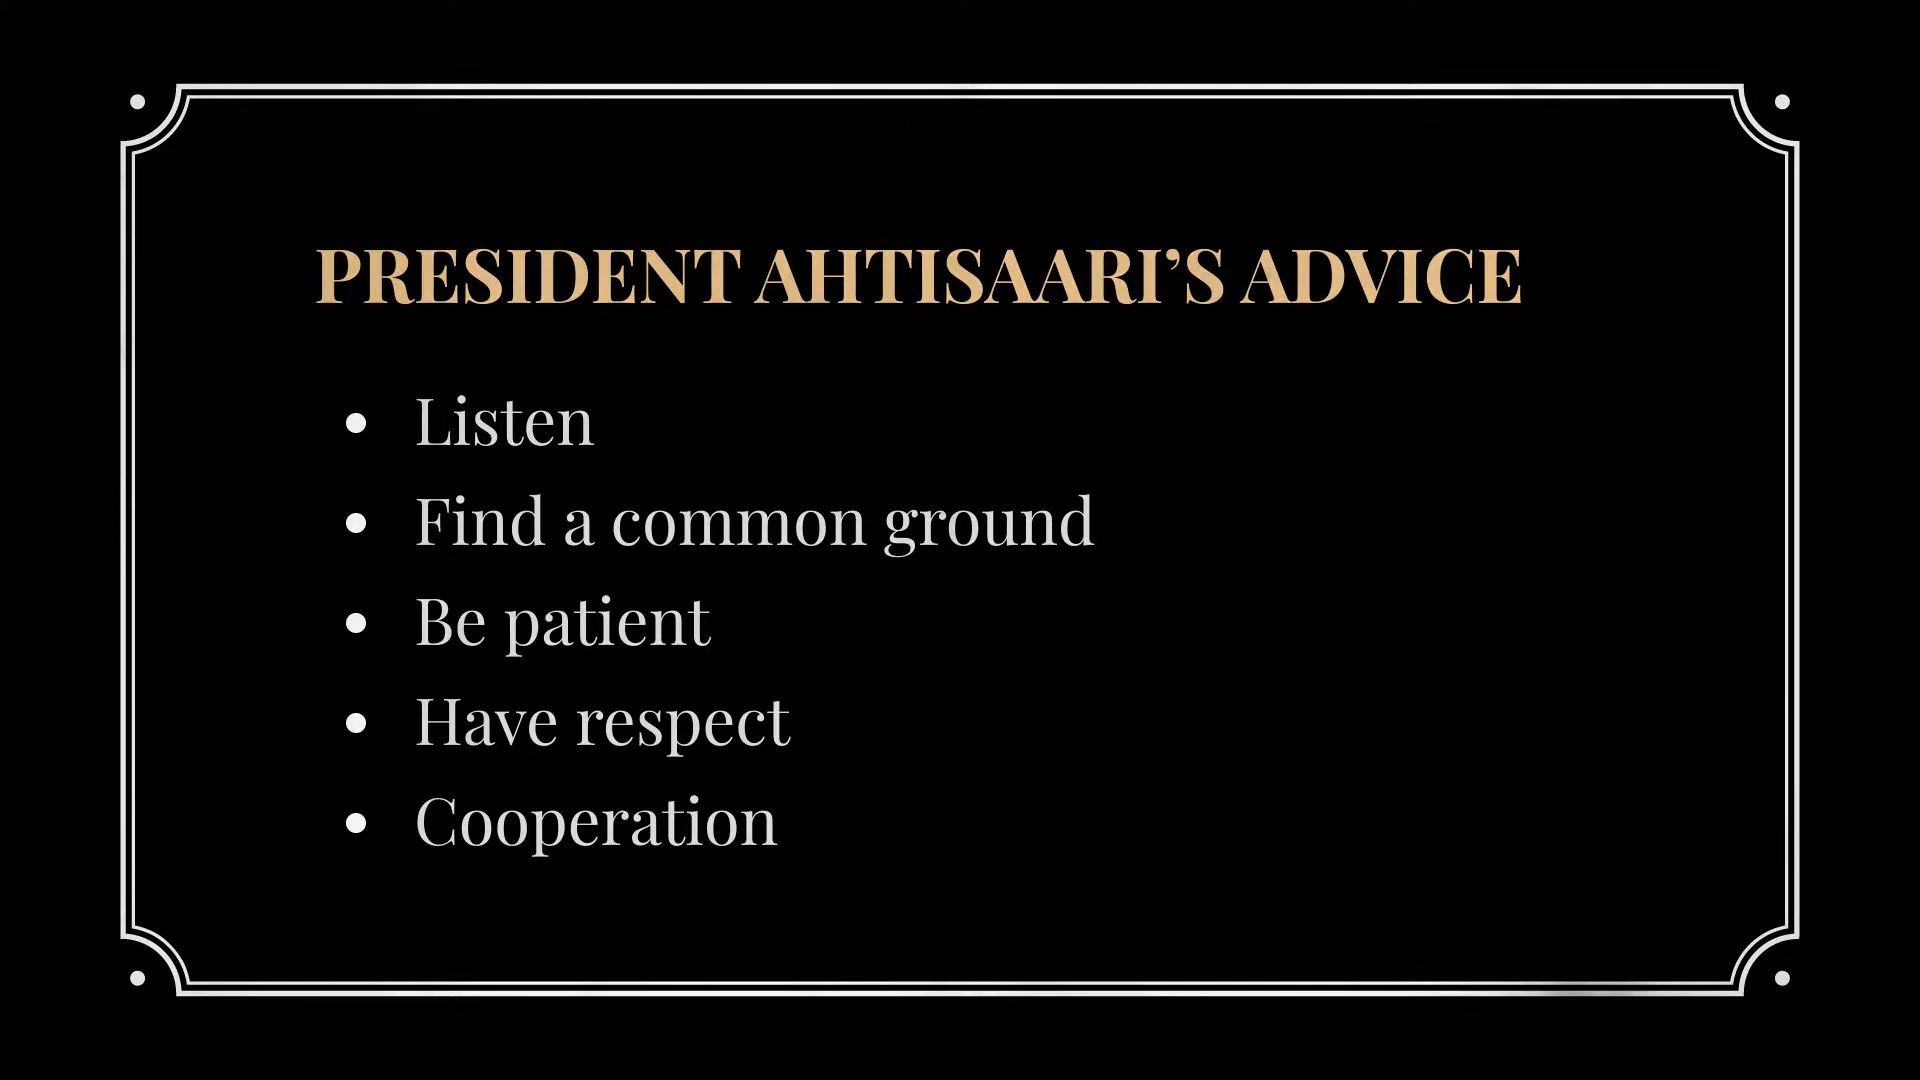 PRESIDENT AHTISAARI’S ADVICE
• Listen
• Find a common ground
• Be patient
• Have respect
• Cooperation